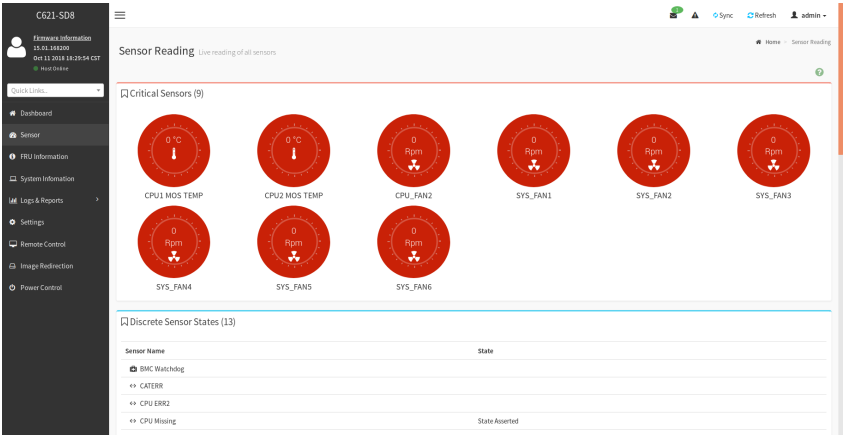 C621-SD8
1
Sync
Refresh
admin
Firmware Information
15.01.168200
Oct 11 2018 18:29:54 CST
Host Online
Quick Links..
Dashboard
Sensor
FRU Information
System Infomation
Logs & Reports
Settings
Remote Control
Image Redirection
Power Control
Sensor Reading Live reading of all sensors
Home > Sensor Reading
?
Critical Sensors (9)
0 °C
CPU1 MOS TEMP
0 °C
CPU2 MOS TEMP
0
Rpm
CPU_FAN2
0
Rpm
SYS_FAN1
0
Rpm
SYS_FAN2
0
Rpm
SYS_FAN3
0
Rpm
SYS_FAN4
0
Rpm
SYS_FAN5
0
Rpm
SYS_FAN6
Discrete Sensor States (13)
Sensor Name State
BMC Watchdog
CATERR
CPU ERR2
CPU Missing State Asserted